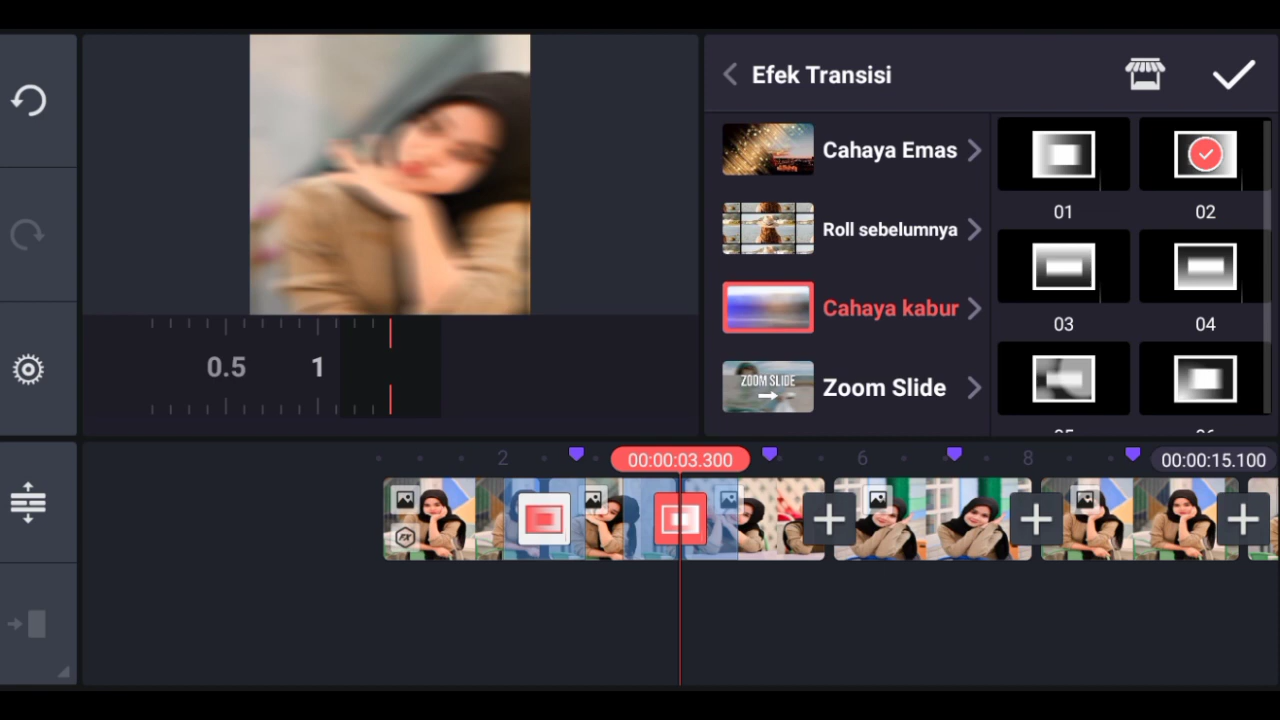 Efek Transisi
Cahaya Emas
Roll sebelumnya
Cahaya kabur
ZOOM SLIDE
Zoom Slide
01
02
03
04
0.5
1
2
00:00:03.300
6
8
00:00:15.100